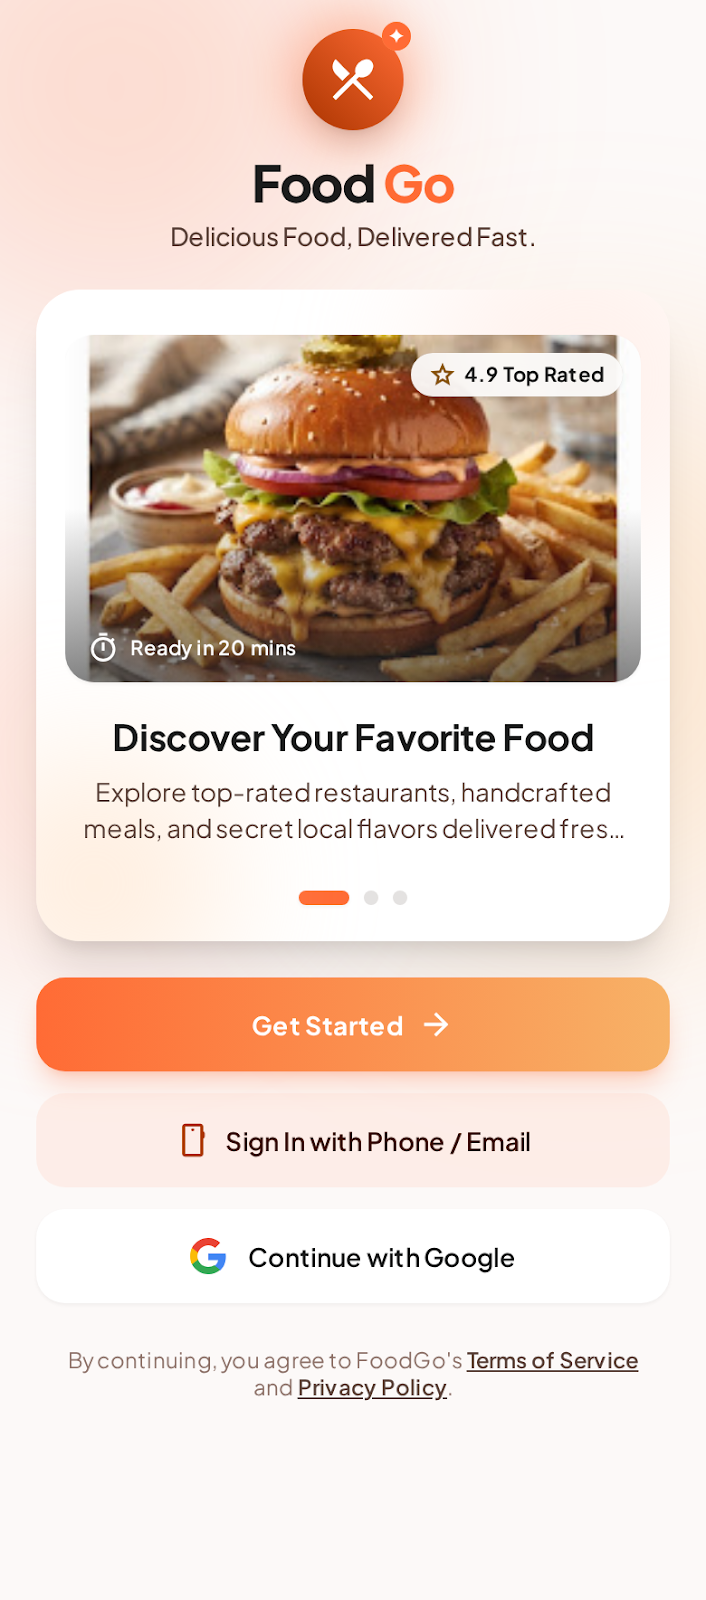 Food Go
Delicious Food, Delivered Fast.
4.9 Top Rated
Ready in 20 mins
Discover Your Favorite Food
Explore top-rated restaurants, handcrafted
meals, and secret local flavors delivered fres...
Get Started
Sign In with Phone / Email
Continue with Google
By continuing, you agree to FoodGo's Terms of Service
and Privacy Policy.